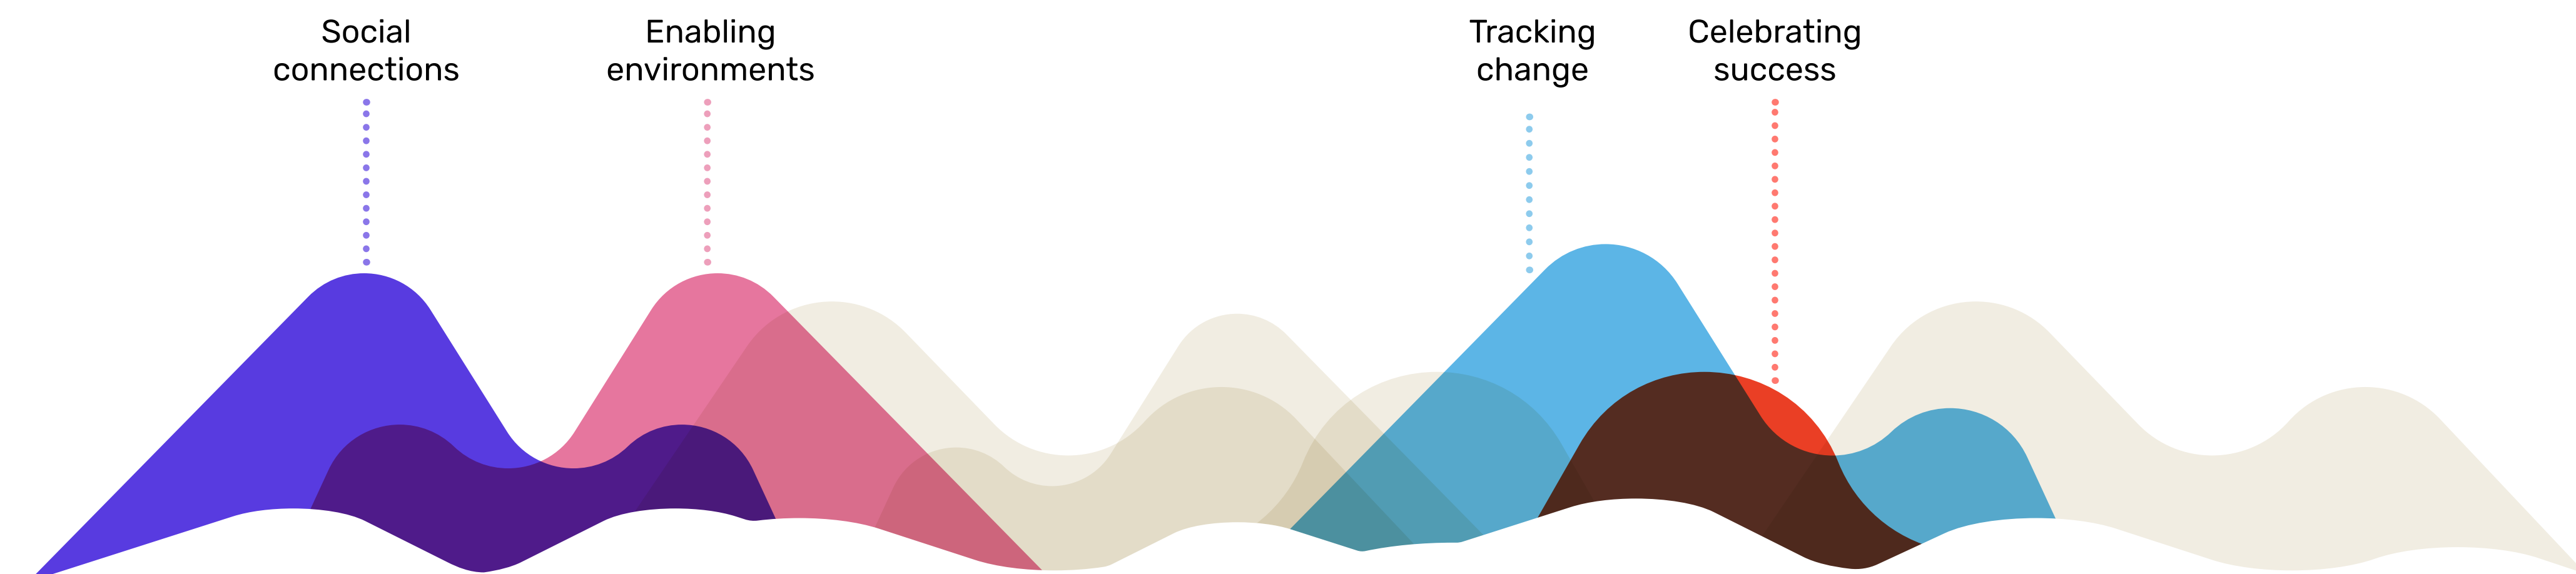 Social
connections
Enabling
environments
Tracking
change
Celebrating
success